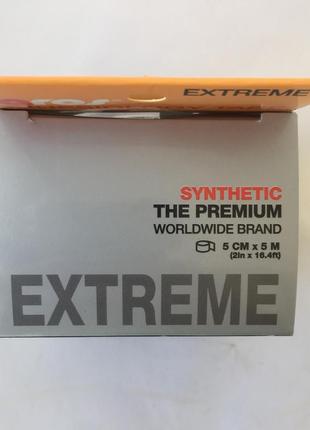 EXTREME
SYNTHETIC
THE PREMIUM
WORLDWIDE BRAND
5 CM x 5 M
(2in x 16.4ft)
EXTREME